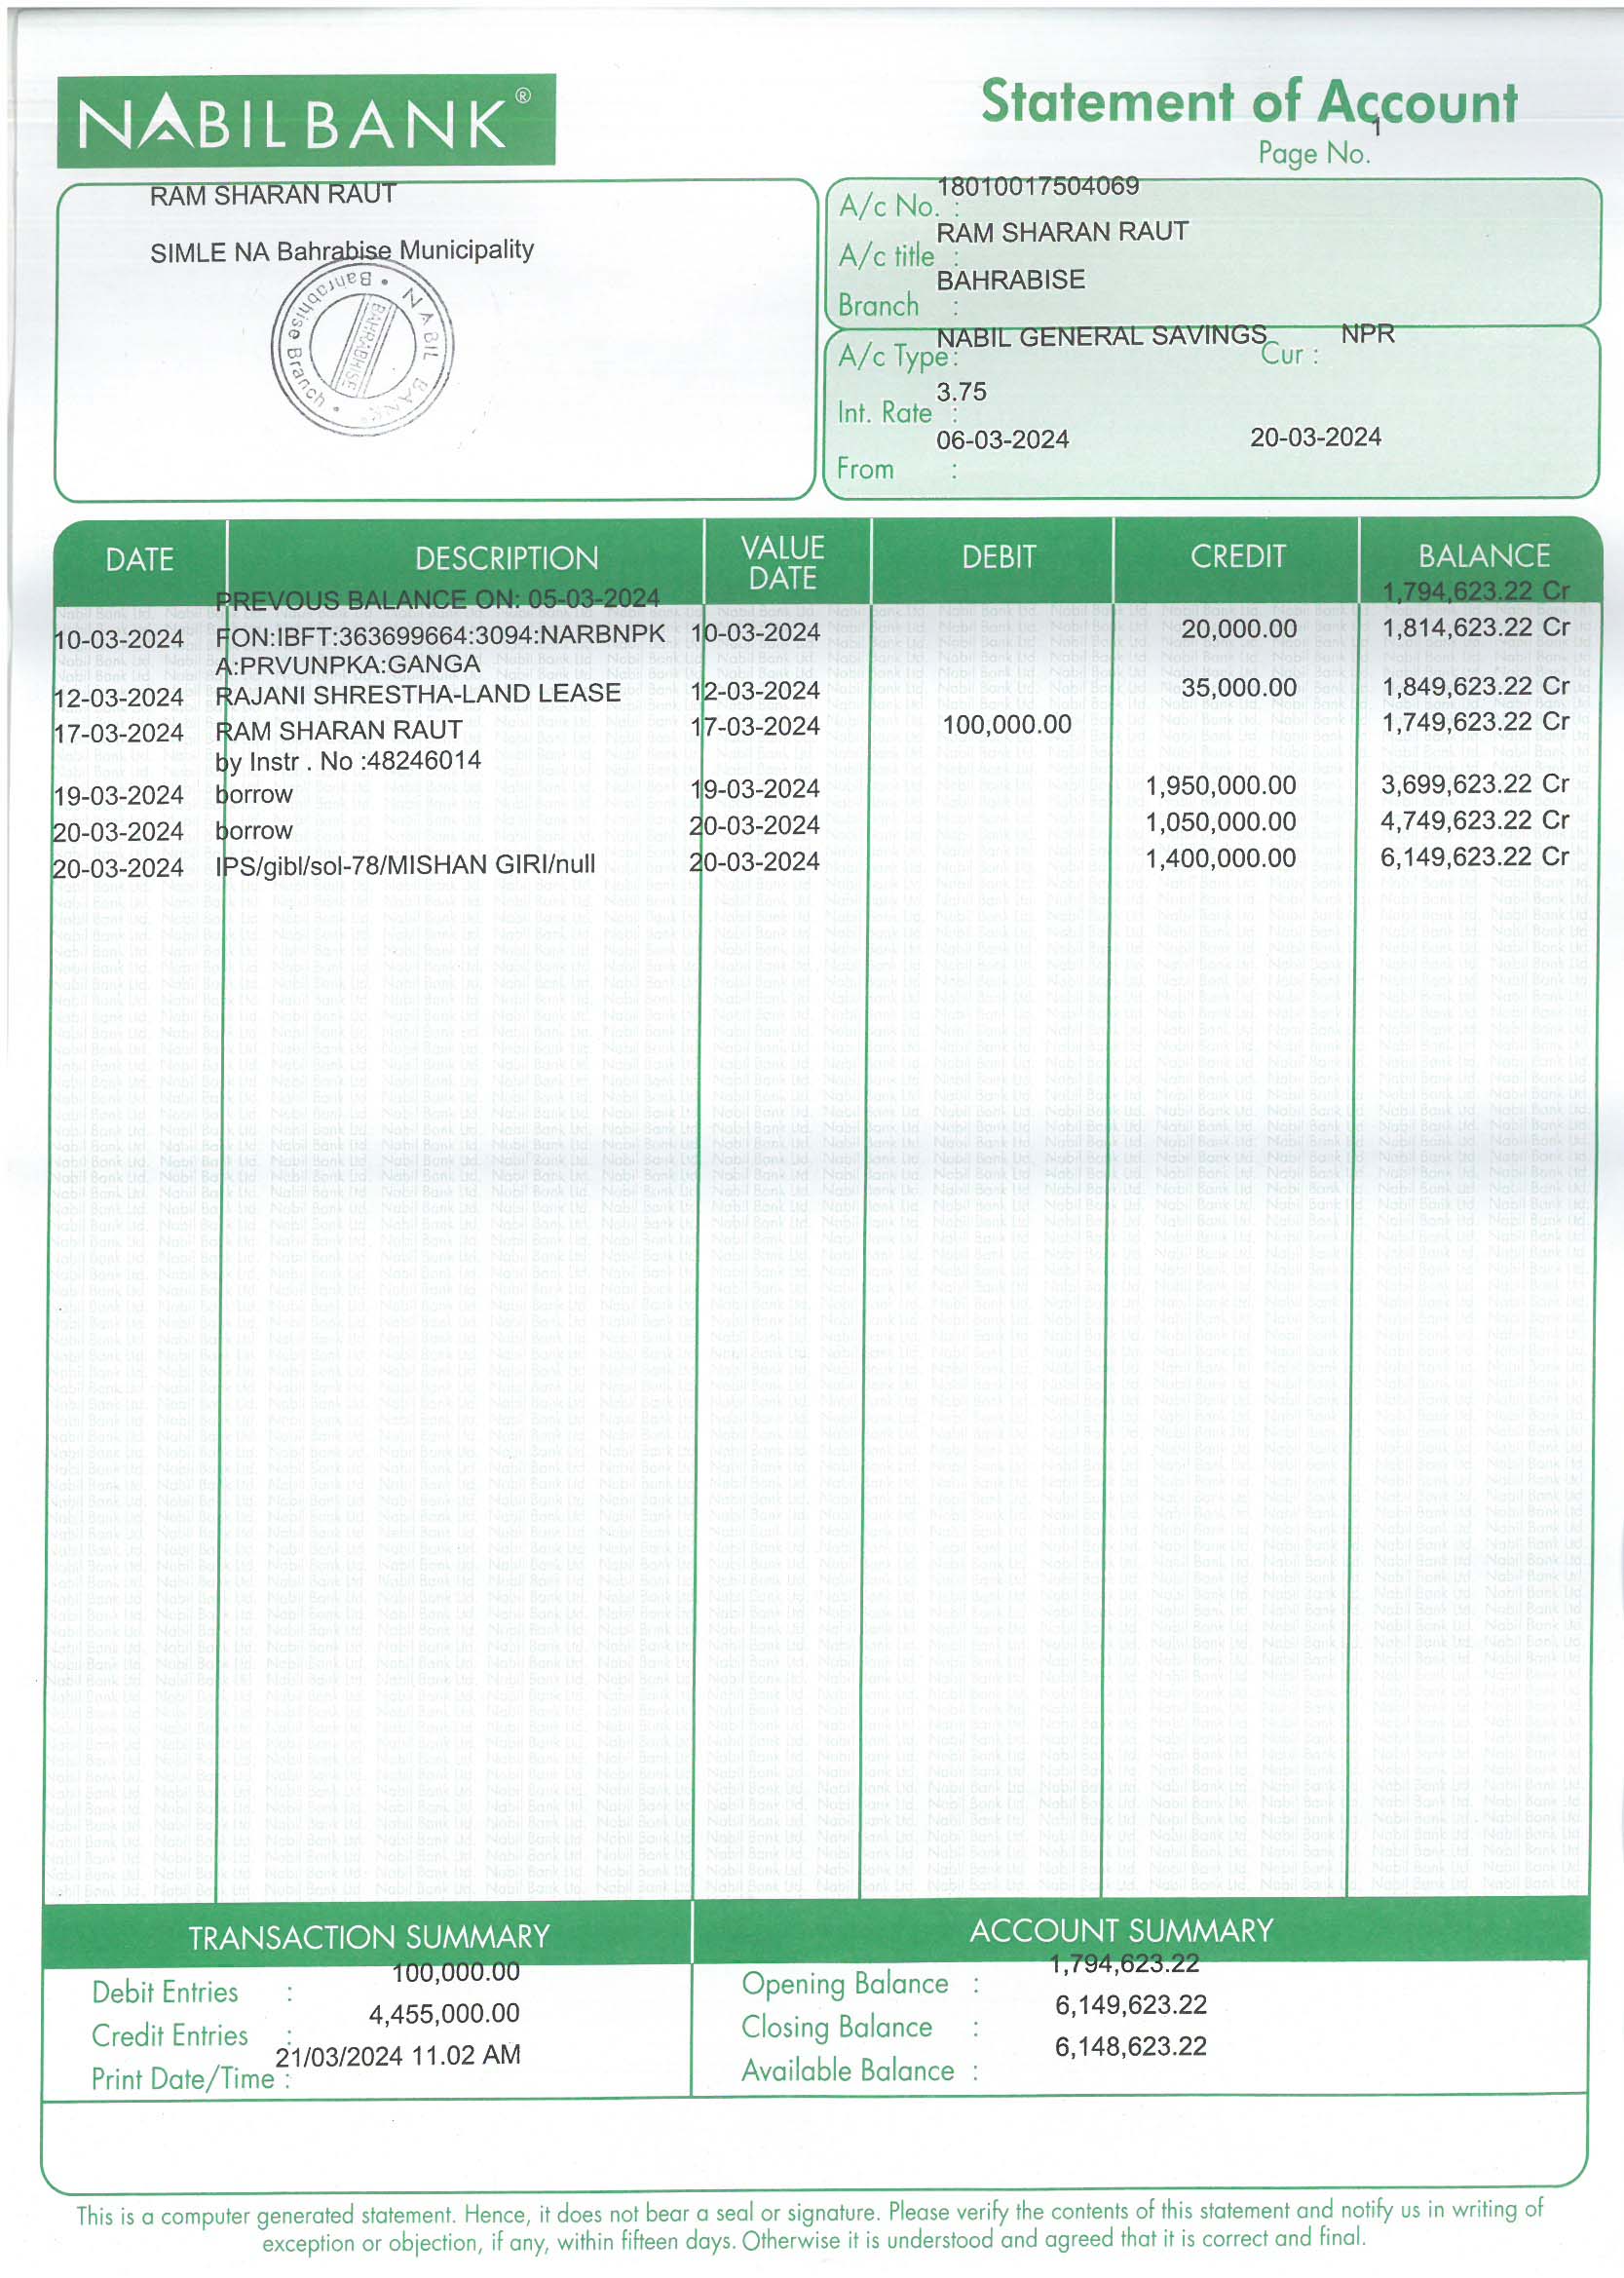 NABIL BANK®
Statement of Account
Page No. 1
RAM SHARAN RAUT
SIMLE NA Bahrabise Municipality
NABIL BANK • Bahrabhise Branch •
BAHRABHISE
A/c No. : 18010017504069
A/c title : RAM SHARAN RAUT
Branch : BAHRABISE
A/c Type : NABIL GENERAL SAVINGS Cur : NPR
Int. Rate : 3.75
From : 06-03-2024 20-03-2024
DATE DESCRIPTION VALUE DATE DEBIT CREDIT BALANCE
PREVOUS BALANCE ON: 05-03-2024 1,794,623.22 Cr
10-03-2024 FON:IBFT:363699664:3094:NARBNPK 10-03-2024 20,000.00 1,814,623.22 Cr
A:PRVUNPKA:GANGA
12-03-2024 RAJANI SHRESTHA-LAND LEASE 12-03-2024 35,000.00 1,849,623.22 Cr
17-03-2024 RAM SHARAN RAUT 17-03-2024 100,000.00 1,749,623.22 Cr
by Instr . No :48246014
19-03-2024 borrow 19-03-2024 1,950,000.00 3,699,623.22 Cr
20-03-2024 borrow 20-03-2024 1,050,000.00 4,749,623.22 Cr
20-03-2024 IPS/gibl/sol-78/MISHAN GIRI/null 20-03-2024 1,400,000.00 6,149,623.22 Cr
TRANSACTION SUMMARY ACCOUNT SUMMARY
Debit Entries : 100,000.00 Opening Balance : 1,794,623.22
Credit Entries : 4,455,000.00 Closing Balance : 6,149,623.22
Print Date/Time : 21/03/2024 11.02 AM Available Balance : 6,148,623.22
This is a computer generated statement. Hence, it does not bear a seal or signature. Please verify the contents of this statement and notify us in writing of
exception or objection, if any, within fifteen days. Otherwise it is understood and agreed that it is correct and final.